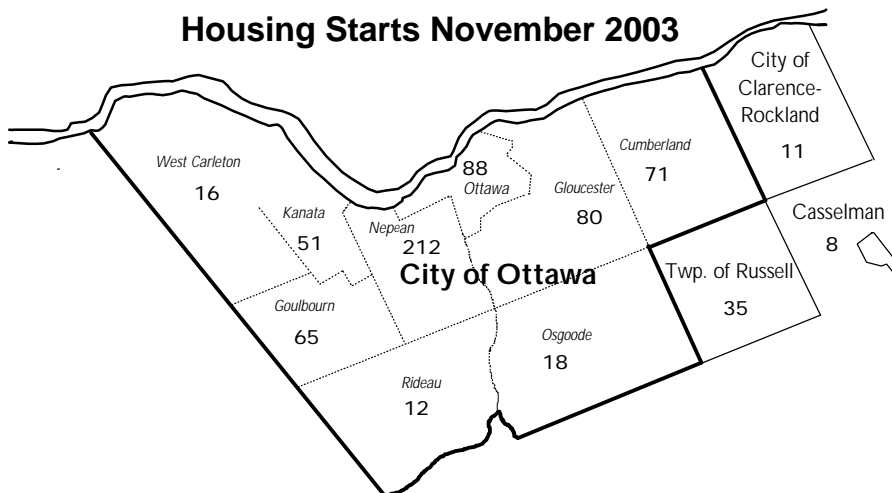 Housing Starts November 2003
City of
Clarence-
Rockland
11
West Carleton
16
88
Ottawa
Cumberland
71
Gloucester
80
Kanata
51
Nepean
212
Casselman
8
City of Ottawa
Twp. of Russell
35
Goulbourn
65
Osgoode
18
Rideau
12